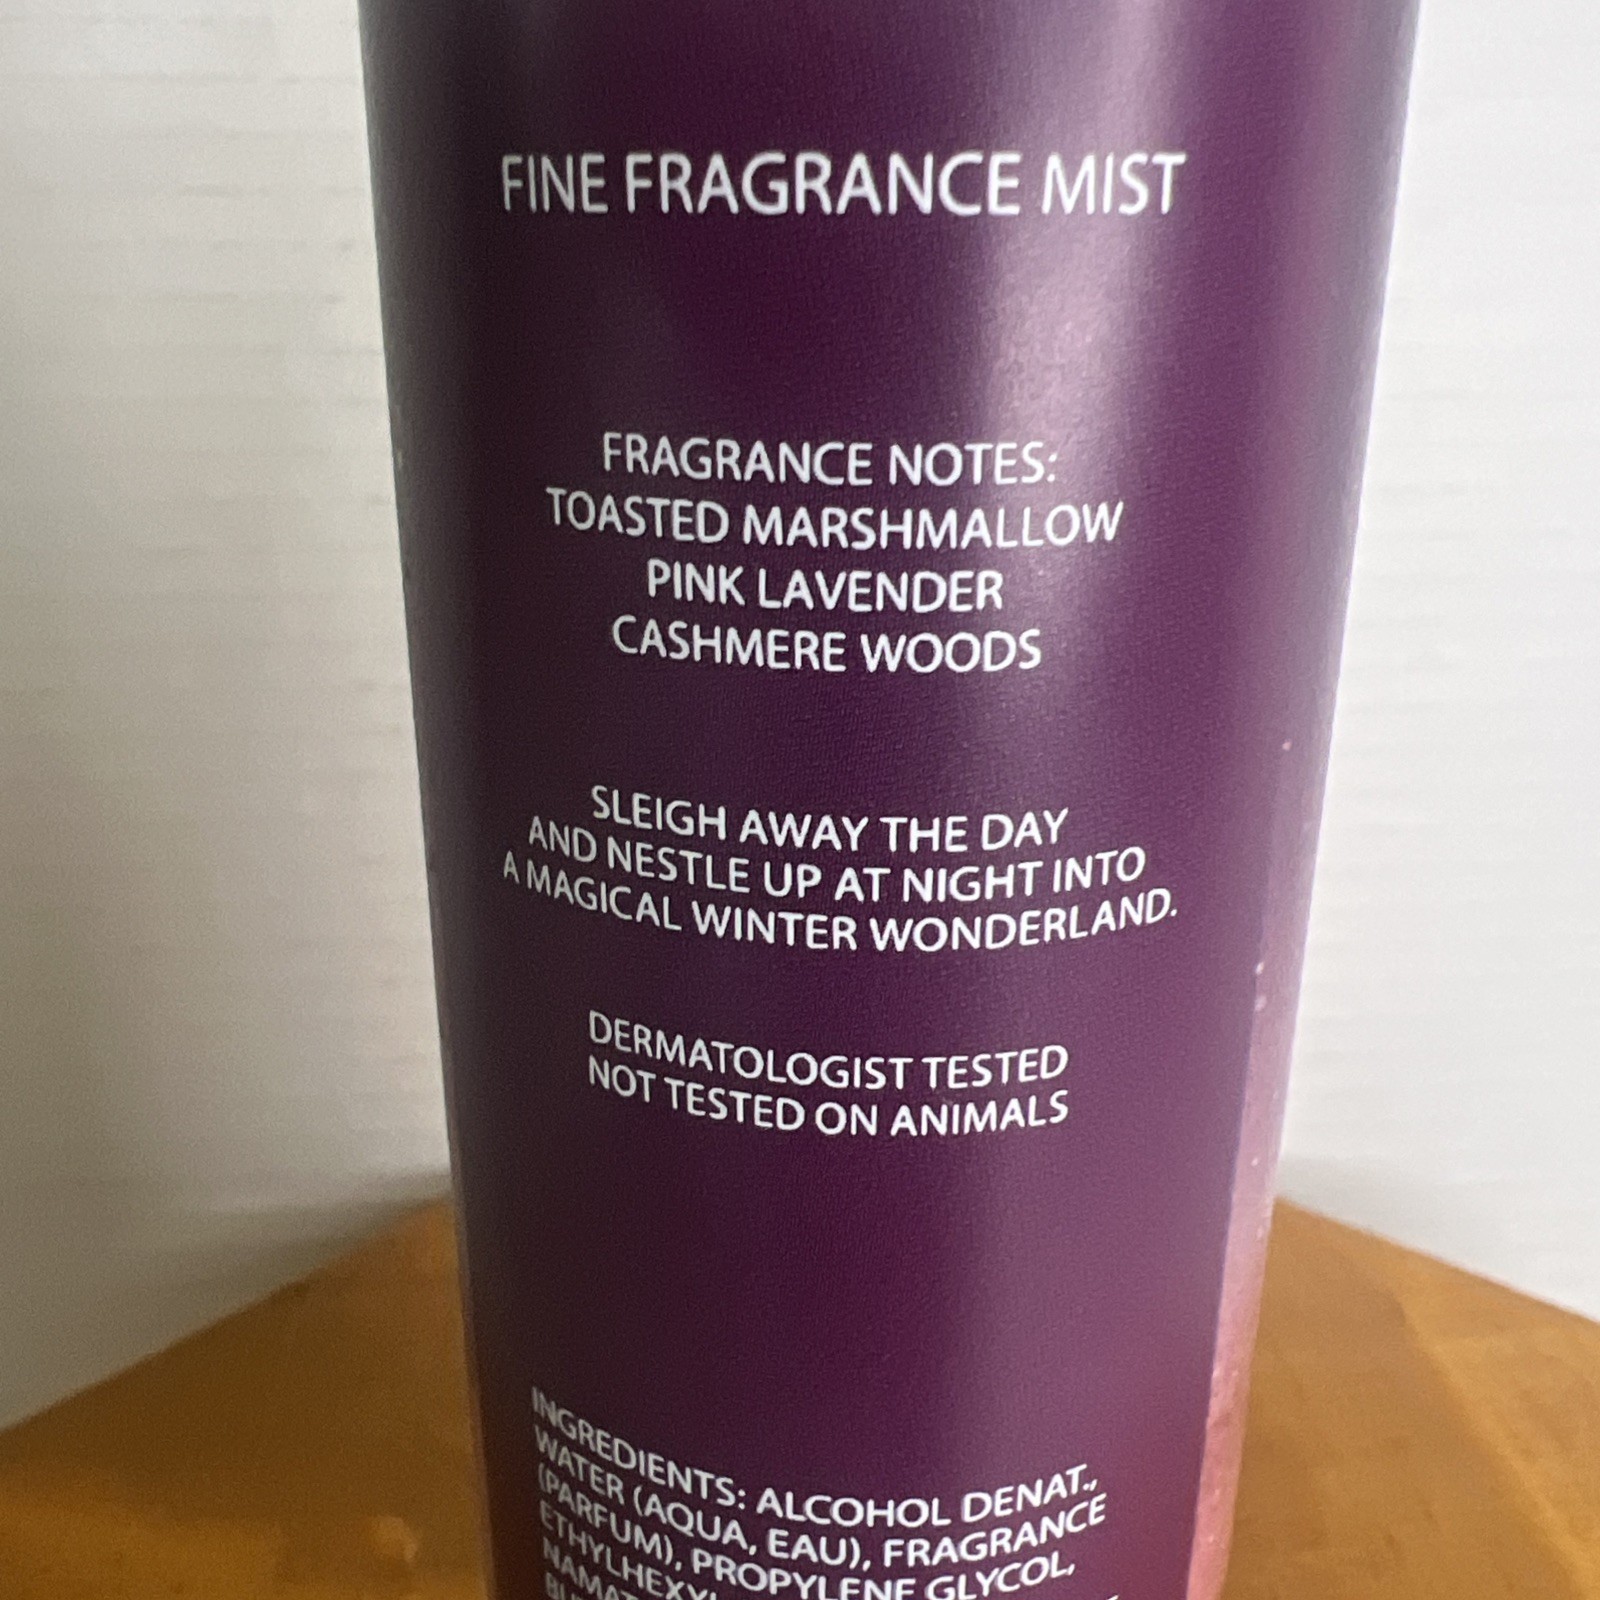 FINE FRAGRANCE MIST
FRAGRANCE NOTES:
TOASTED MARSHMALLOW
PINK LAVENDER
CASHMERE WOODS
SLEIGH AWAY THE DAY
AND NESTLE UP AT NIGHT INTO
A MAGICAL WINTER WONDERLAND.
DERMATOLOGIST TESTED
NOT TESTED ON ANIMALS
INGREDIENTS: ALCOHOL DENAT.,
WATER (AQUA, EAU), FRAGRANCE
(PARFUM), PROPYLENE GLYCOL,